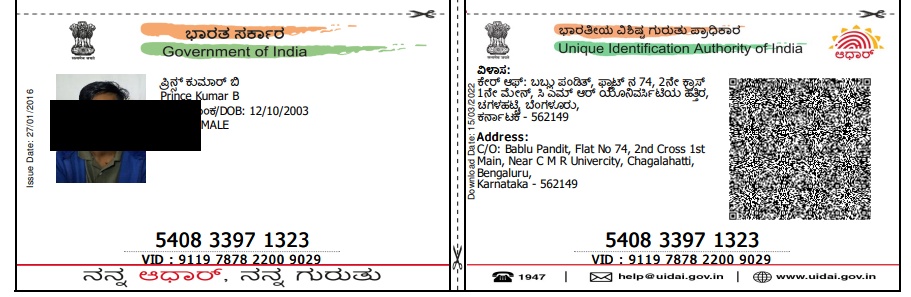 ಭಾರತ ಸರ್ಕಾರ
Government of India
Issue Date: 27/01/2016
ಪ್ರಿನ್ಸ್ ಕುಮಾರ್ ಬಿ
Prince Kumar B
/DOB: 12/10/2003
MALE
5408 3397 1323
VID : 9119 7878 2200 9029
ನನ್ನ ಆಧಾರ್, ನನ್ನ ಗುರುತು
ಭಾರತೀಯ ವಿಶಿಷ್ಟ ಗುರುತು ಪ್ರಾಧಿಕಾರ
Unique Identification Authority of India
ಆಧಾರ್
Download Date: 15/03/2022
ವಿಳಾಸ:
ಕೇರ್ ಆಫ್: ಬಬ್ಲು ಪಂಡಿತ್, ಫ್ಲಾಟ್ ನ 74, 2ನೇ ಕ್ರಾಸ್
1ನೇ ಮೇನ್, ಸಿ ಎಮ್ ಆರ್ ಯೂನಿವರ್ಸಿಟಿಯ ಹತ್ತಿರ,
ಚಗಳಹಟ್ಟಿ, ಬೆಂಗಳೂರು,
ಕರ್ನಾಟಕ - 562149
Address:
C/O: Bablu Pandit, Flat No 74, 2nd Cross 1st
Main, Near C M R Univercity, Chagalahatti,
Bengaluru,
Karnataka - 562149
5408 3397 1323
VID : 9119 7878 2200 9029
1947 | help@uidai.gov.in | www.uidai.gov.in